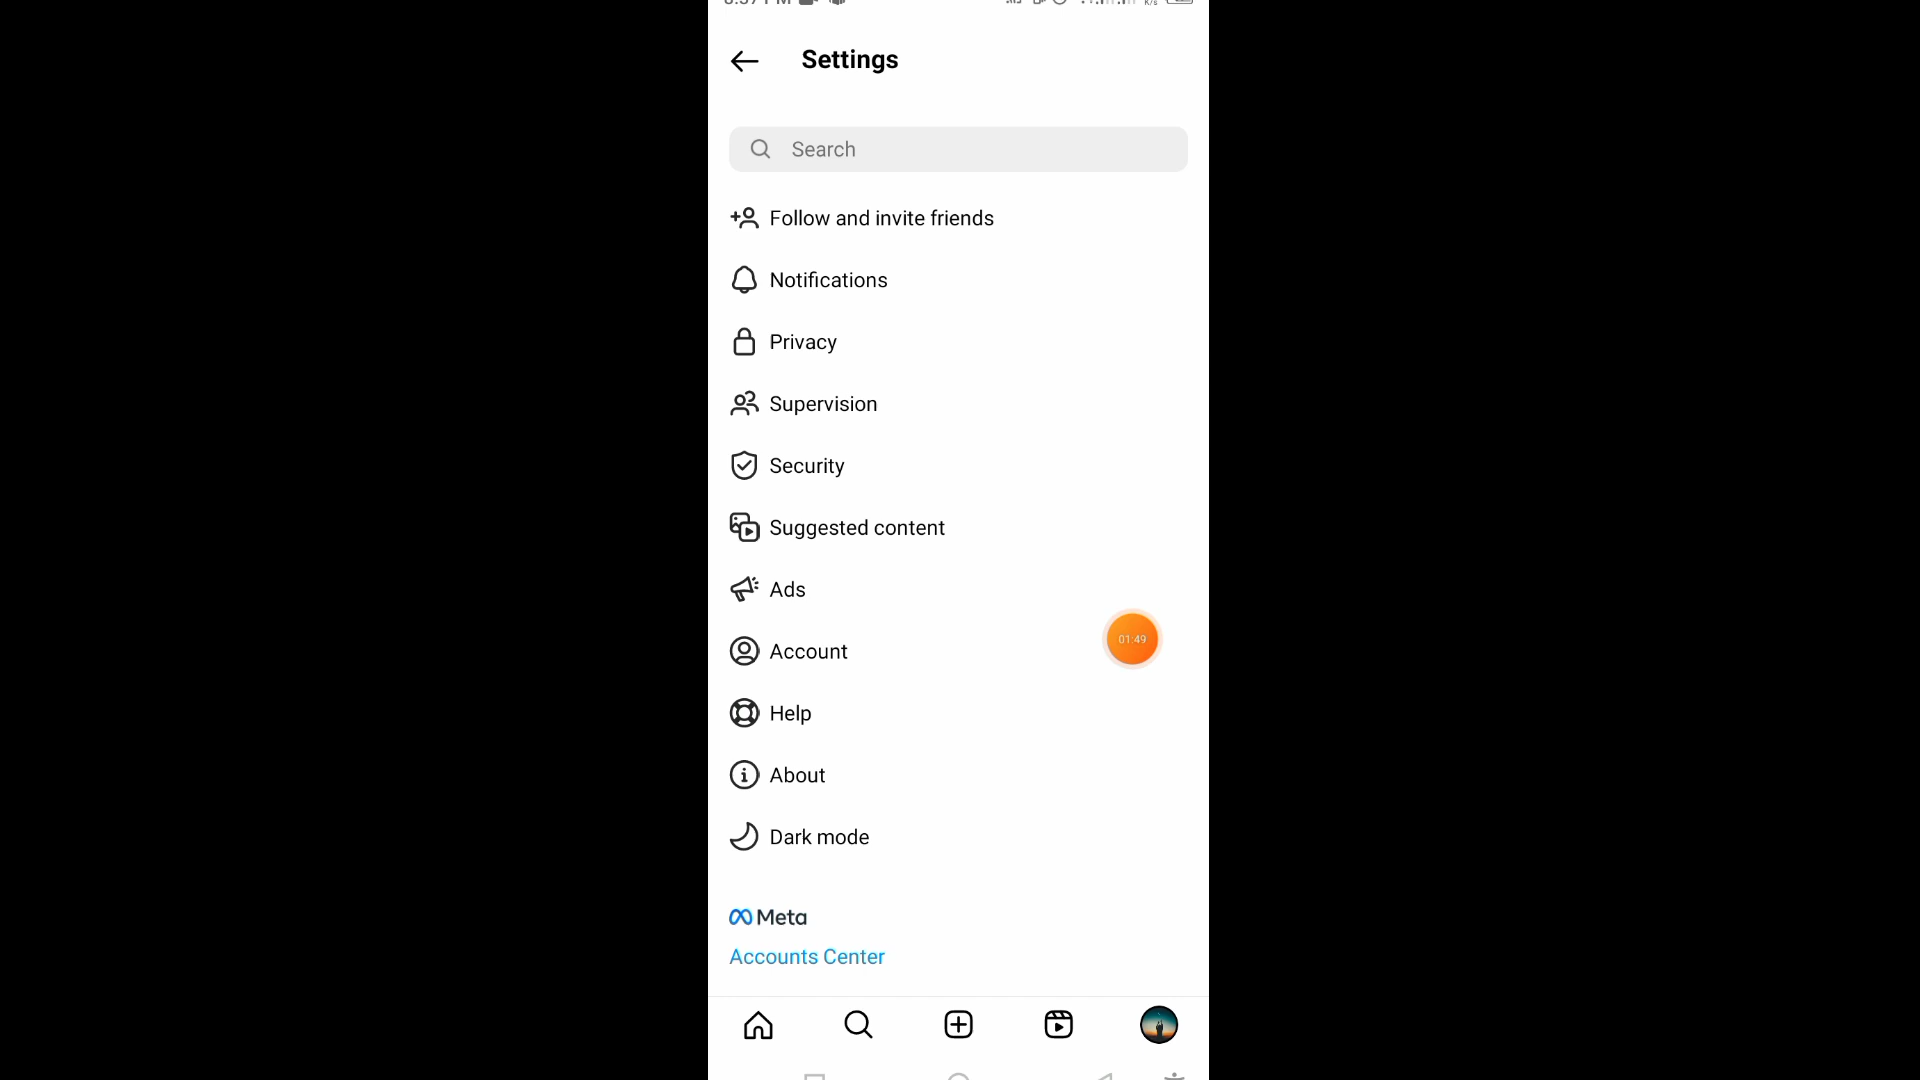 Settings
Search
Follow and invite friends
Notifications
Privacy
Supervision
Security
Suggested content
Ads
01:49
Account
Help
About
Dark mode
Meta
Accounts Center